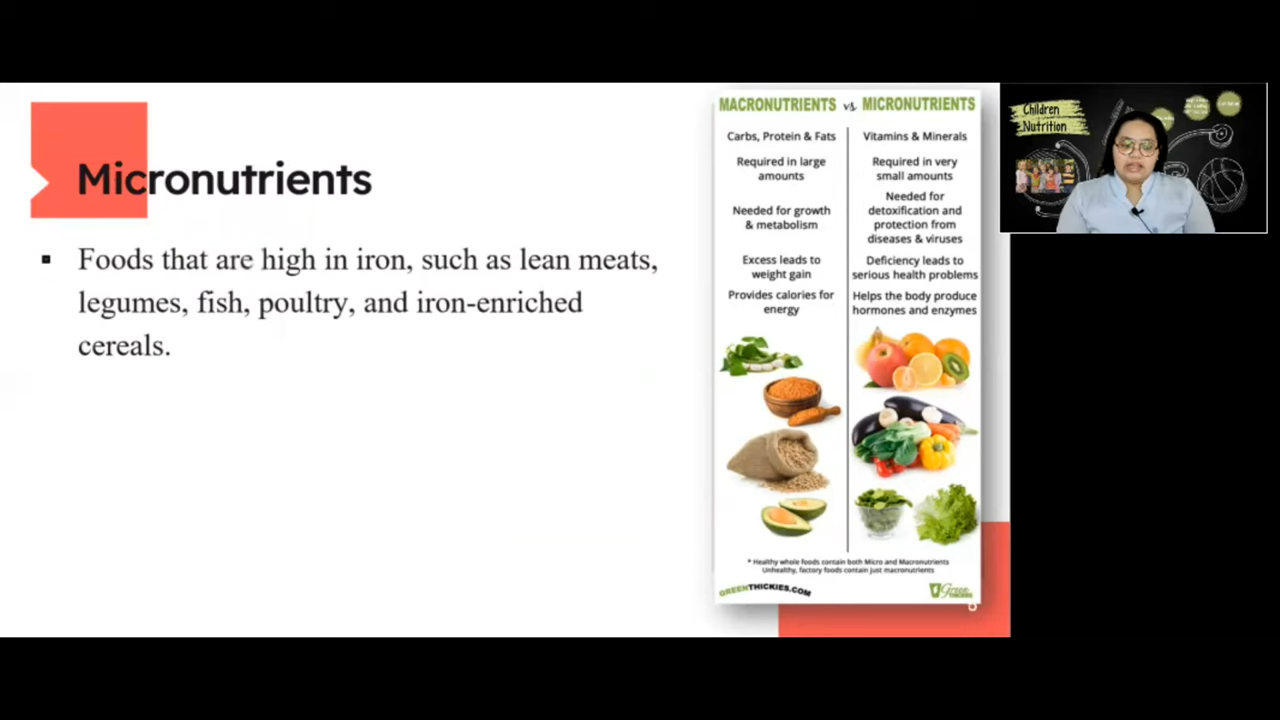 Micronutrients
▪ Foods that are high in iron, such as lean meats,
legumes, fish, poultry, and iron-enriched
cereals.
MACRONUTRIENTS vs. MICRONUTRIENTS
Carbs, Protein & Fats
Required in large
amounts
Needed for growth
& metabolism
Excess leads to
weight gain
Provides calories for
energy
Vitamins & Minerals
Required in very
small amounts
Needed for
detoxification and
protection from
diseases & viruses
Deficiency leads to
serious health problems
Helps the body produce
hormones and enzymes
* Healthy whole foods contain both Micro and Macronutrients
Unhealthy, factory foods contain just macronutrients
GREENTHICKIES.COM
Green
THICKIES
Children
Nutrition